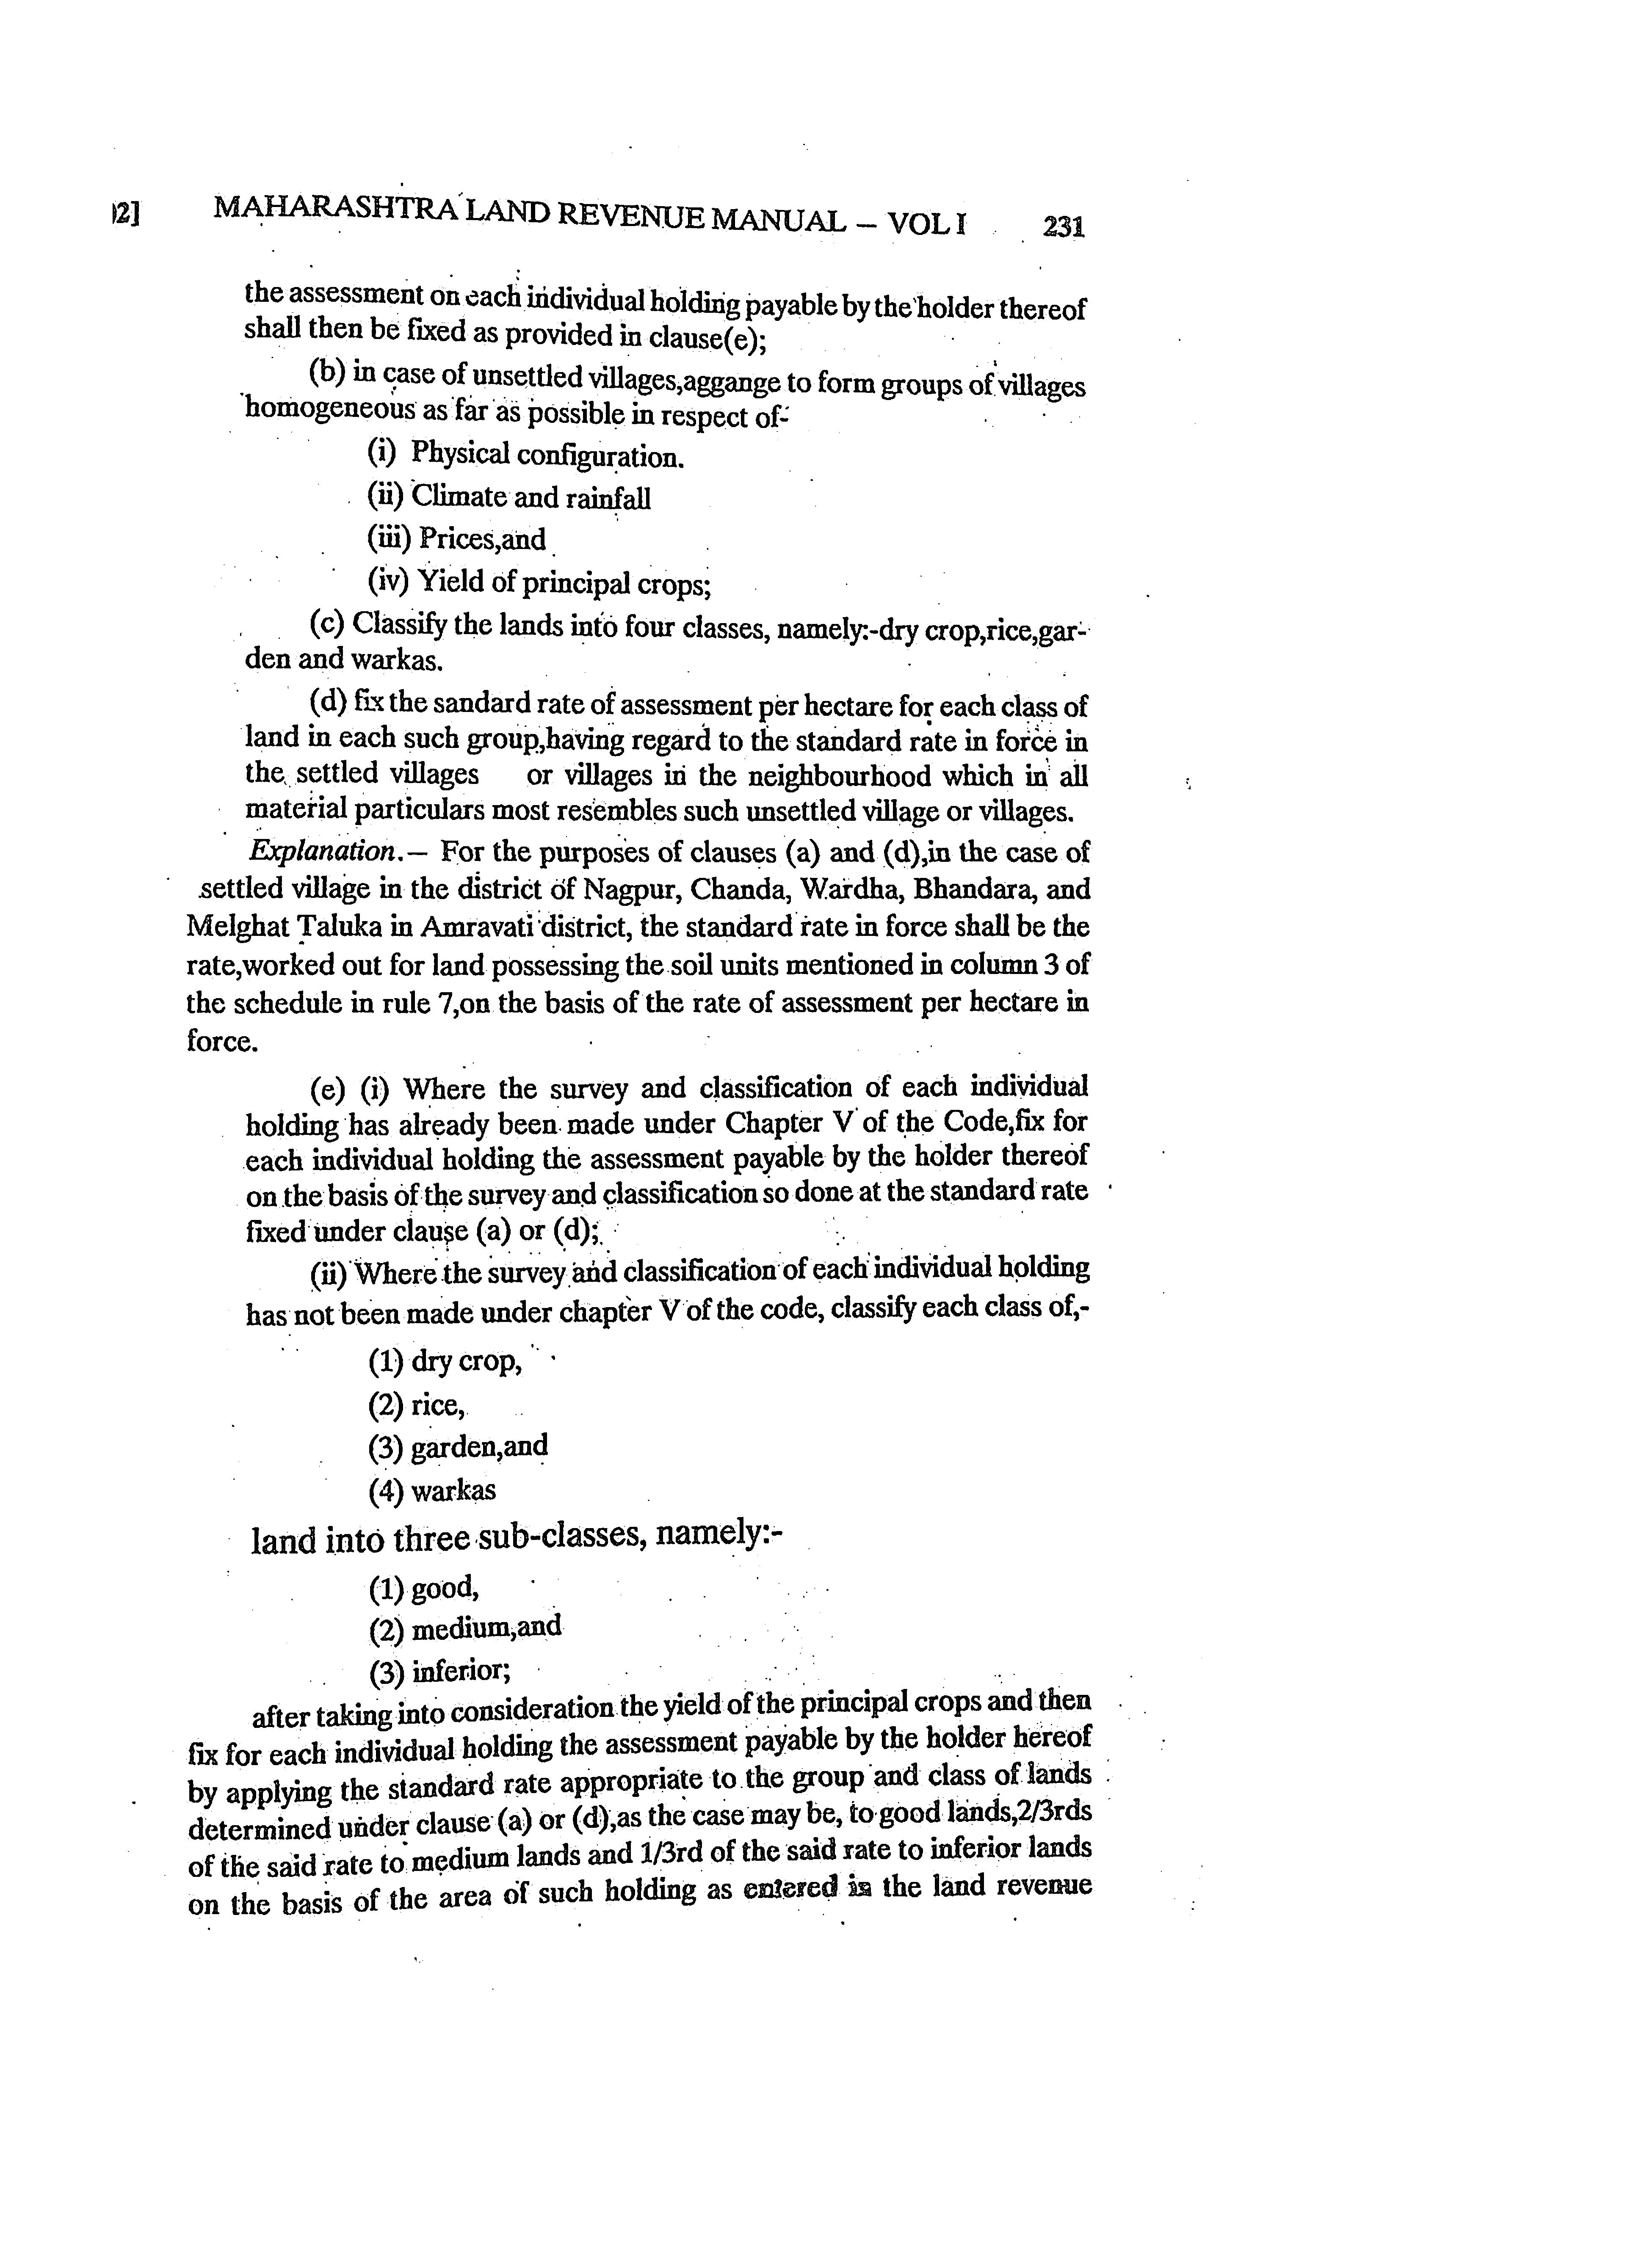 2] MAHARASHTRA LAND REVENUE MANUAL – VOL I 231
the assessment on each individual holding payable by the holder thereof
shall then be fixed as provided in clause(e);
(b) in case of unsettled villages,aggange to form groups of villages
homogeneous as far as possible in respect of-
(i) Physical configuration.
(ii) Climate and rainfall
(iii) Prices,and
(iv) Yield of principal crops;
(c) Classify the lands into four classes, namely:-dry crop,rice,gar-
den and warkas.
(d) fix the sandard rate of assessment per hectare for each class of
land in each such group,having regard to the standard rate in force in
the settled villages or villages in the neighbourhood which in all
material particulars most resembles such unsettled village or villages.
Explanation.— For the purposes of clauses (a) and (d),in the case of
settled village in the district of Nagpur, Chanda, Wardha, Bhandara, and
Melghat Taluka in Amravati district, the standard rate in force shall be the
rate,worked out for land possessing the soil units mentioned in column 3 of
the schedule in rule 7,on the basis of the rate of assessment per hectare in
force.
(e) (i) Where the survey and classification of each individual
holding has already been made under Chapter V of the Code,fix for
each individual holding the assessment payable by the holder thereof
on the basis of the survey and classification so done at the standard rate
fixed under clause (a) or (d);
(ii) Where the survey and classification of each individual holding
has not been made under chapter V of the code, classify each class of,-
(1) dry crop,
(2) rice,
(3) garden,and
(4) warkas
land into three sub-classes, namely:-
(1) good,
(2) medium,and
(3) inferior;
after taking into consideration the yield of the principal crops and then
fix for each individual holding the assessment payable by the holder hereof
by applying the standard rate appropriate to the group and class of lands
determined under clause (a) or (d),as the case may be, to good lands,2/3rds
of the said rate to medium lands and 1/3rd of the said rate to inferior lands
on the basis of the area of such holding as entered in the land revenue